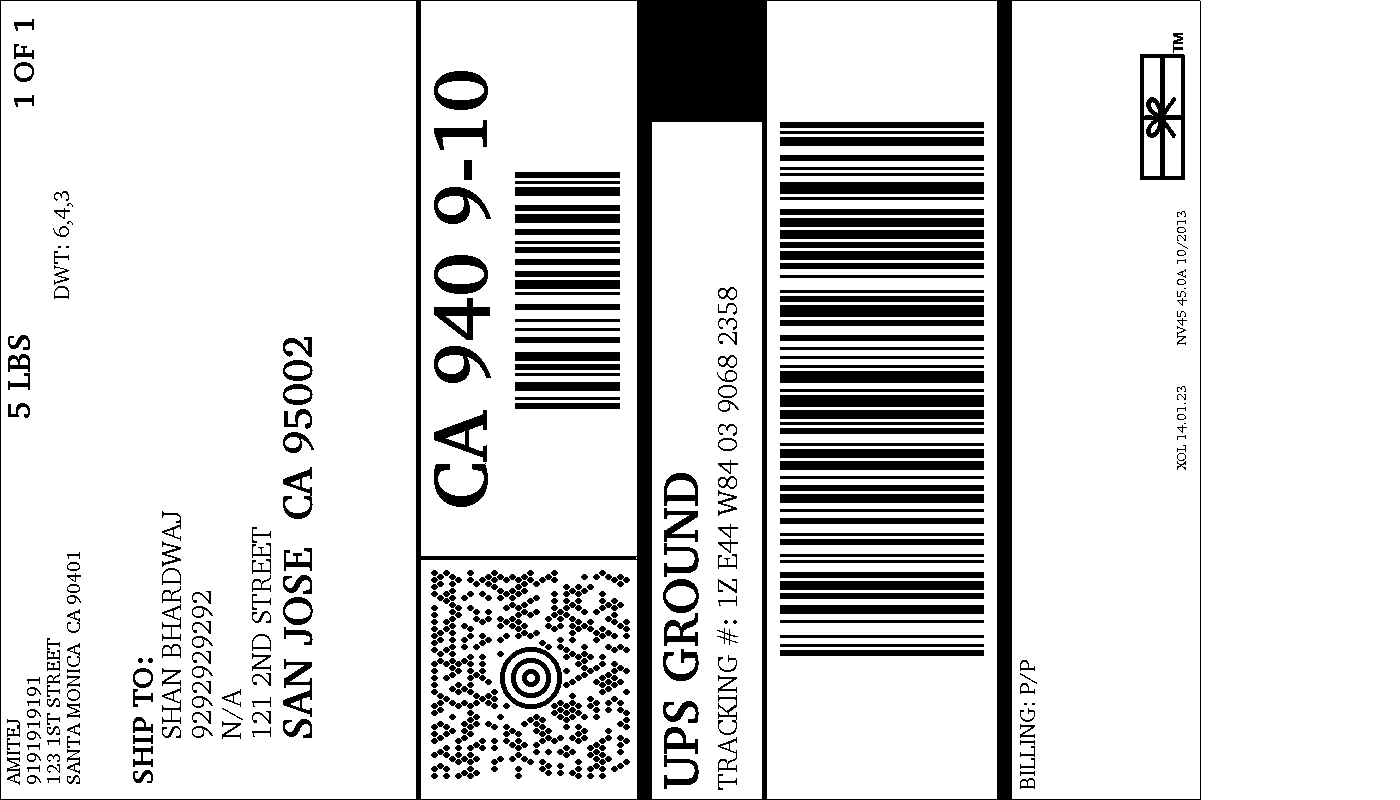 AMITEJ
9191919191
123 1ST STREET
SANTA MONICA CA 90401
5 LBS
1 OF 1
DWT: 6,4,3
SHIP TO:
SHAN BHARDWAJ
9292929292
N/A
121 2ND STREET
SAN JOSE CA 95002
CA 940 9-10
UPS GROUND
TRACKING #: 1Z E44 W84 03 9068 2358
BILLING: P/P
XOL 14.01.23 NV45 45.0A 10/2013
TM